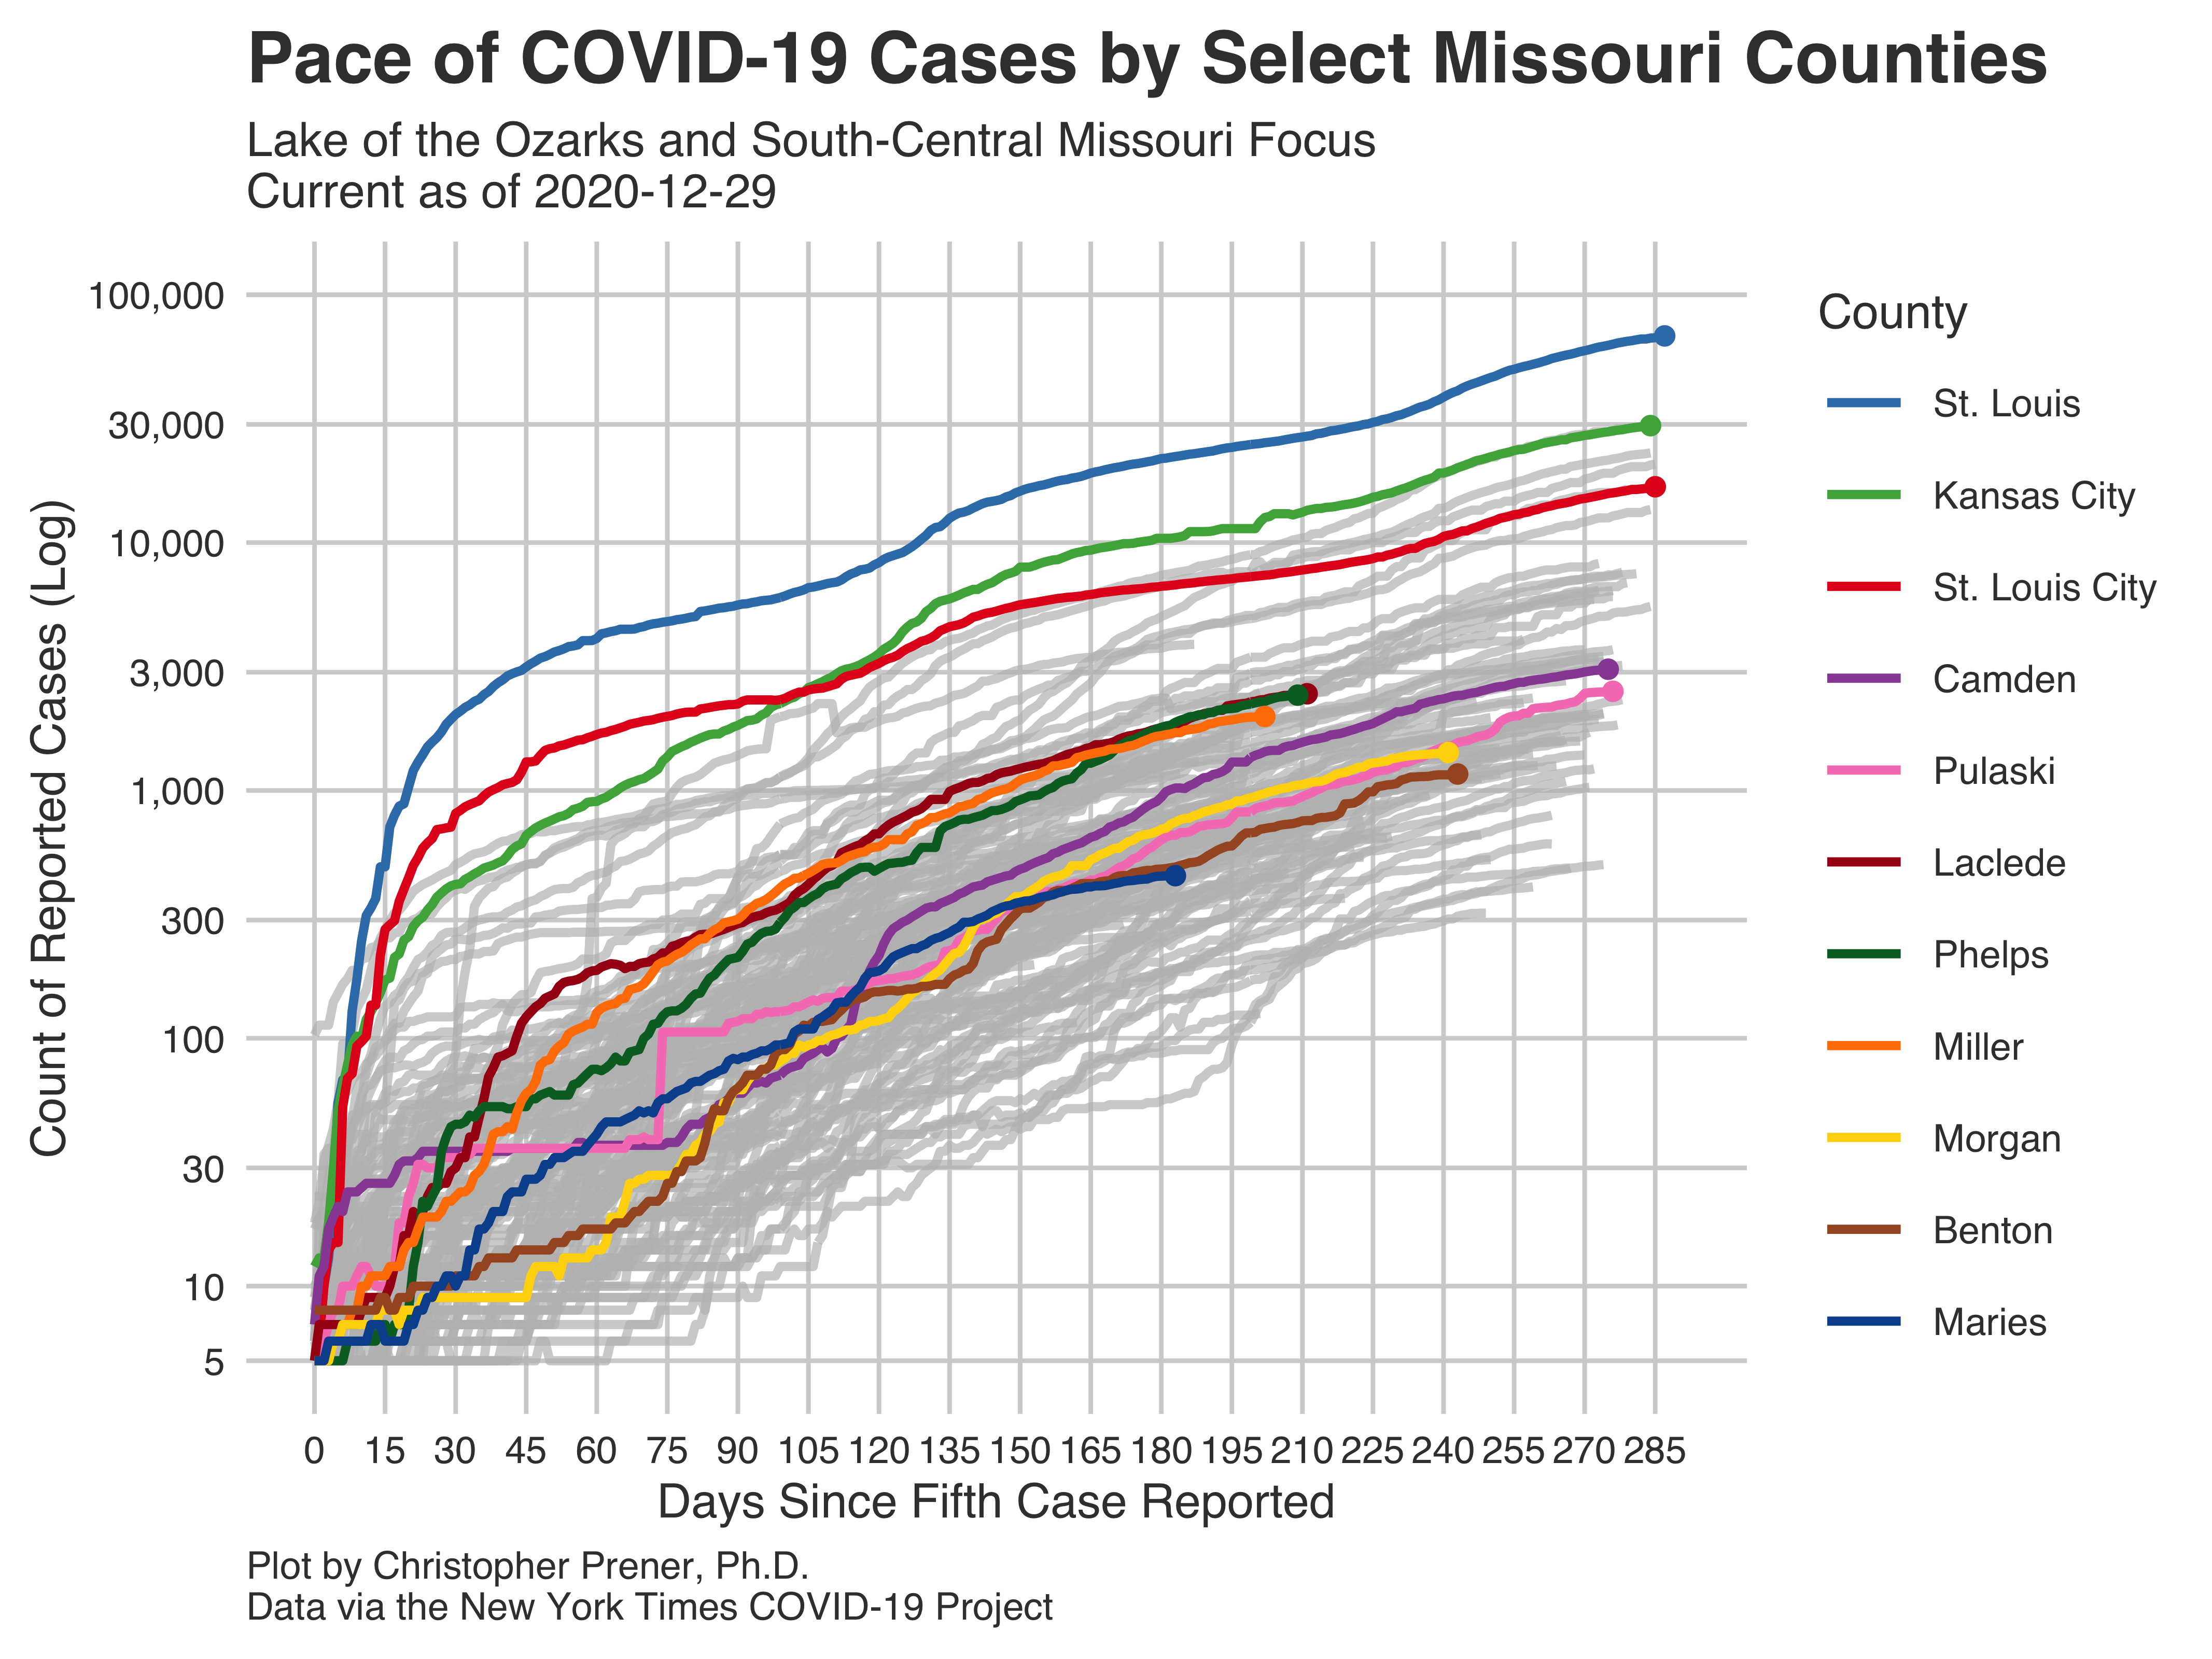 Pace of COVID-19 Cases by Select Missouri Counties
Lake of the Ozarks and South-Central Missouri Focus
Current as of 2020-12-29
Count of Reported Cases (Log)
100,000
30,000
10,000
3,000
1,000
300
100
30
10
5
0 15 30 45 60 75 90 105 120 135 150 165 180 195 210 225 240 255 270 285
Days Since Fifth Case Reported
County
St. Louis
Kansas City
St. Louis City
Camden
Pulaski
Laclede
Phelps
Miller
Morgan
Benton
Maries
Plot by Christopher Prener, Ph.D.
Data via the New York Times COVID-19 Project